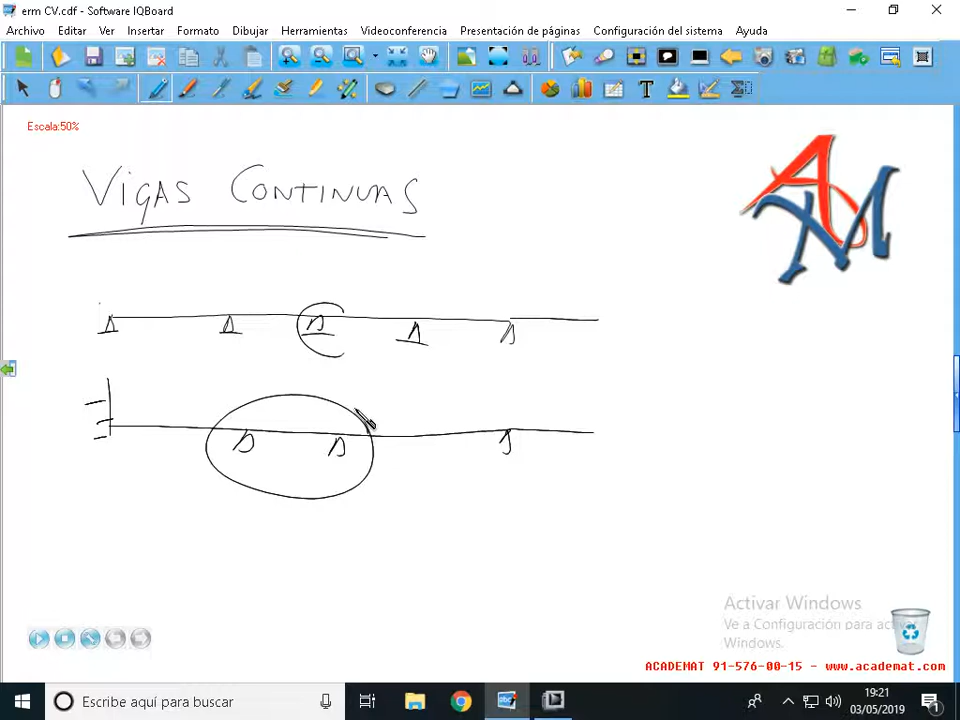 erm CV.cdf - Software IQBoard
Archivo Editar Ver Insertar Formato Dibujar Herramientas Videoconferencia Presentación de páginas Configuración del sistema Ayuda
Escala:50%
VIGAS CONTINUAS
Activar Windows
Ve a Configuración para activar
Windows.
ACADEMAT 91-576-00-15 - www.academat.com
Escribe aquí para buscar
19:21
03/05/2019
1